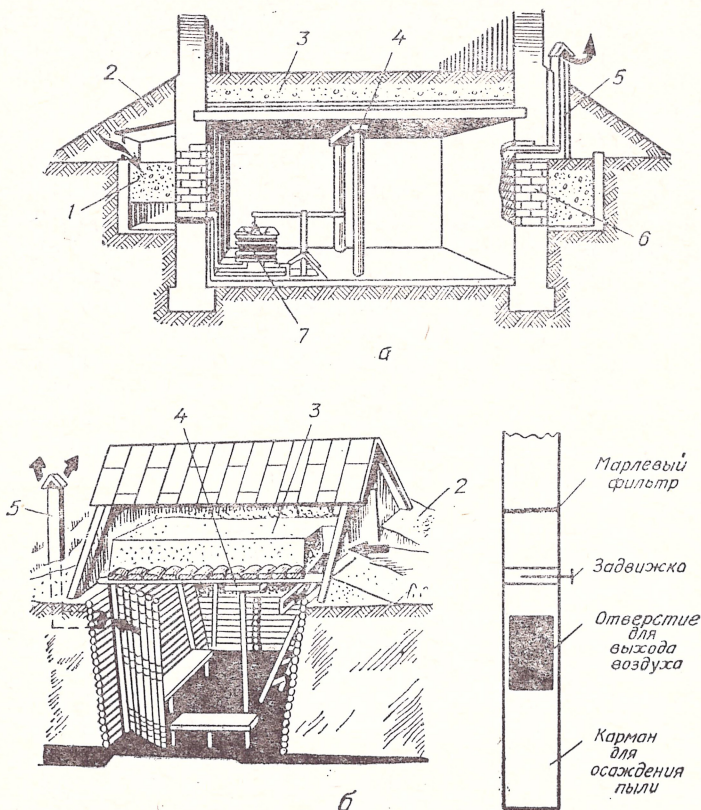 3
4
2
5
1
6
7
а
4
3
5
2
Марлевый
фильтр
Задвижка
Отверстие
для
выхода
воздуха
Карман
для
осаждения
пыли
б